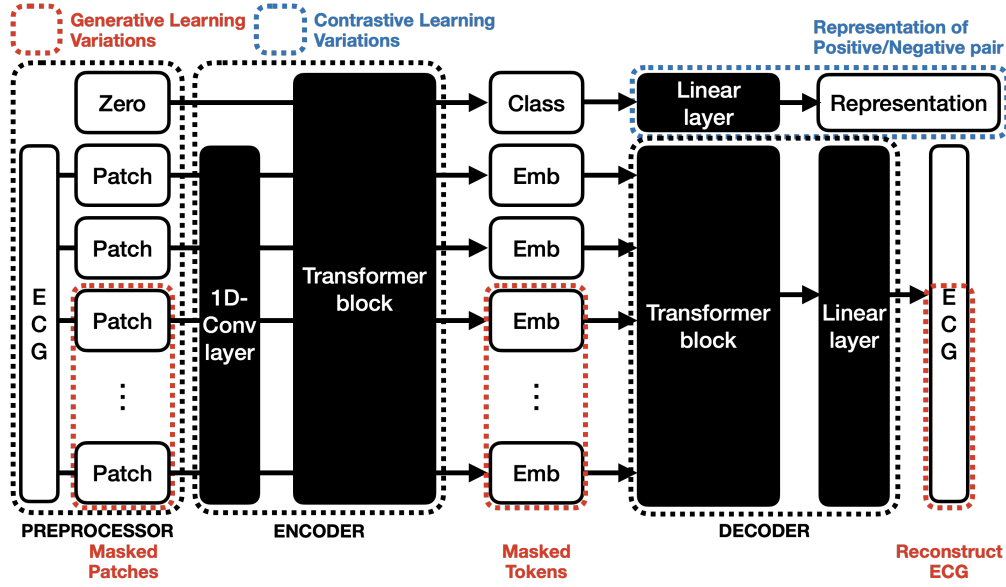 Generative Learning
Variations
Contrastive Learning
Variations
Representation of
Positive/Negative pair
Zero
Class
Linear
layer
Representation
Patch
Emb
Patch
Emb
E
C
G
1D-
Conv
layer
Transformer
block
Patch
Emb
Transformer
block
Linear
layer
E
C
G
⋮
⋮
Patch
Emb
PREPROCESSOR
ENCODER
DECODER
Masked
Patches
Masked
Tokens
Reconstruct
ECG